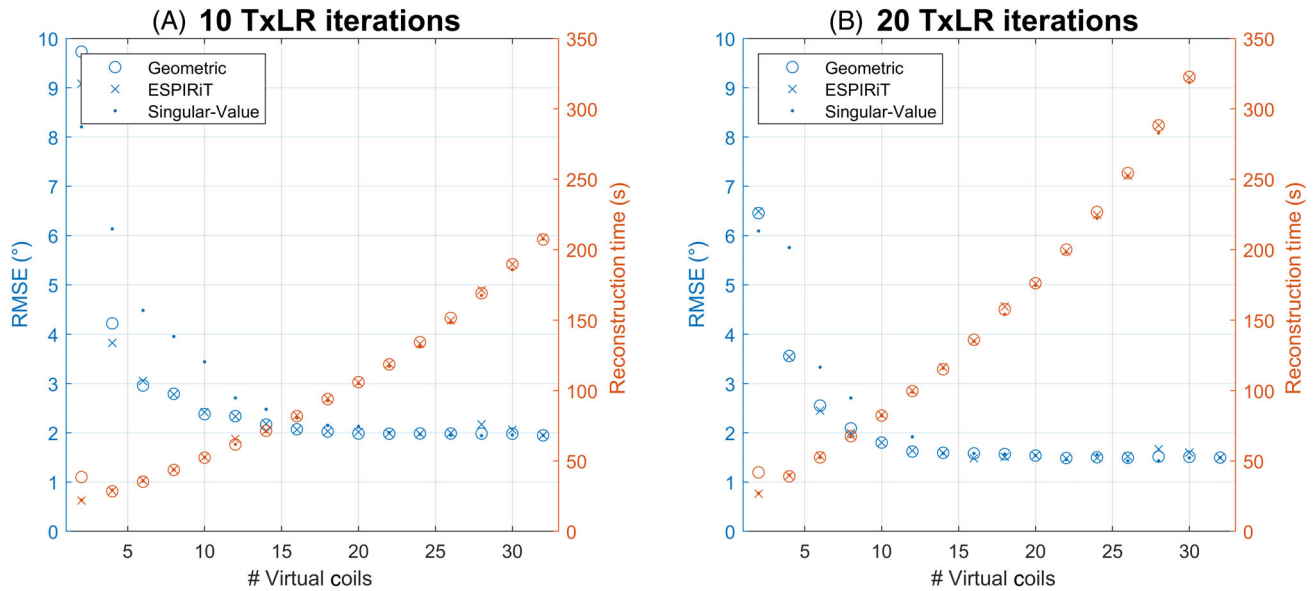 (A) 10 TxLR iterations
10
9
8
7
6
5
4
3
2
1
0
RMSE (°)
Geometric
ESPIRiT
Singular-Value
350
300
250
200
150
100
50
0
Reconstruction time (s)
5 10 15 20 25 30
# Virtual coils
(B) 20 TxLR iterations
10
9
8
7
6
5
4
3
2
1
0
RMSE (°)
Geometric
ESPIRiT
Singular-Value
350
300
250
200
150
100
50
0
Reconstruction time (s)
5 10 15 20 25 30
# Virtual coils